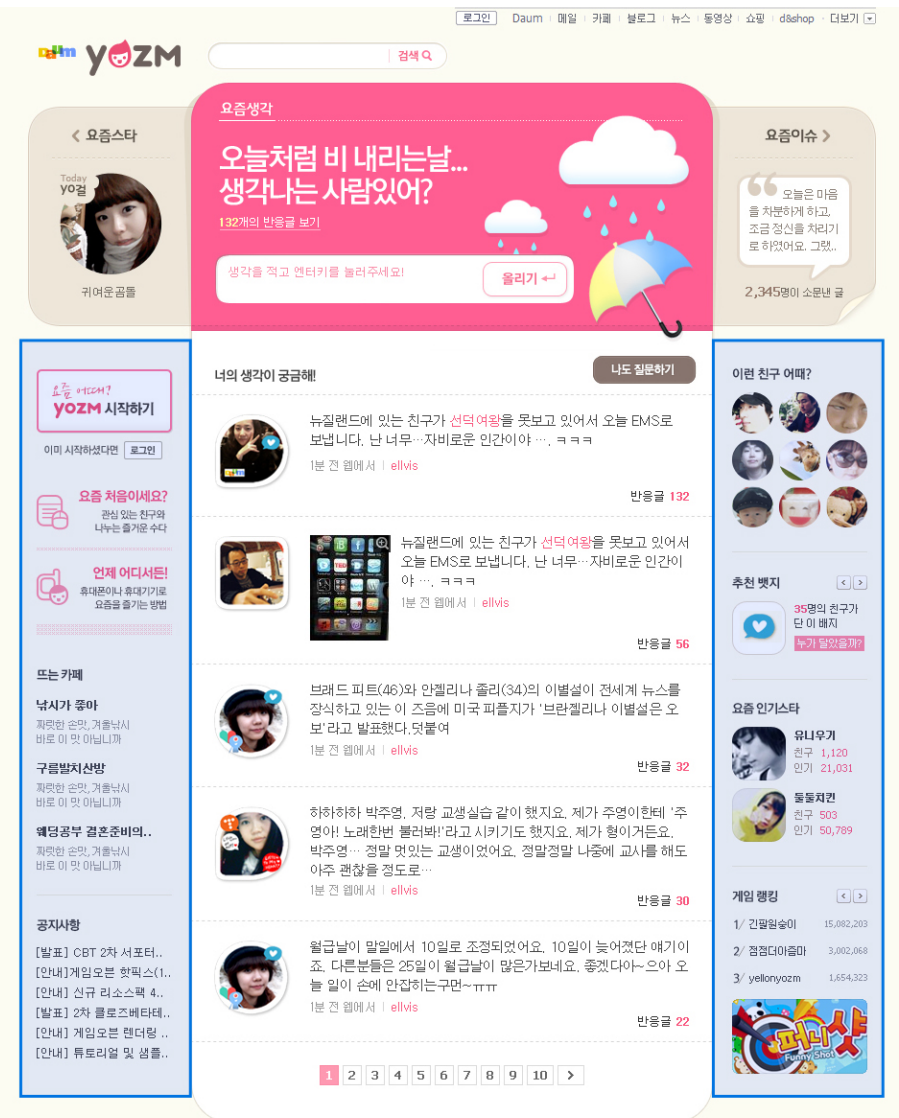 로그인 Daum 메일 카페 블로그 뉴스 동영상 쇼핑 d&shop 더보기
Daum yozm
검색
요즘스타
Today
yo걸
귀여운곰돌
요즘생각
오늘처럼 비 내리는날...
생각나는 사람있어?
132개의 반응글 보기
생각을 적고 엔터키를 눌러주세요!
올리기
요즘이슈
오늘은 마음
을 차분하게 하고,
조금 정신을 차리기
로 하였어요. 그랬..
2,345명이 소문낸 글
요즘 어때?
yozm 시작하기
이미 시작하셨다면 로그인
요즘 처음이세요?
관심 있는 친구와
나누는 즐거운 수다
언제 어디서든!
휴대폰이나 휴대기기로
요즘을 즐기는 방법
뜨는 카페
낚시가 좋아
짜릿한 손맛, 겨울낚시
바로 이 맛 아닙니까
구름발치산방
짜릿한 손맛, 겨울낚시
바로 이 맛 아닙니까
웨딩공부 결혼준비의..
짜릿한 손맛, 겨울낚시
바로 이 맛 아닙니까
공지사항
[발표] CBT 2차 서포터..
[안내]게임오븐 핫픽스(1..
[안내] 신규 리소스팩 4..
[발표] 2차 클로즈베타테..
[안내] 게임오븐 렌더링 ..
[안내] 튜토리얼 및 샘플..
너의 생각이 궁금해!
나도 질문하기
뉴질랜드에 있는 친구가 선덕여왕을 못보고 있어서 오늘 EMS로
보냅니다. 난 너무…자비로운 인간이야 …. ㅋㅋㅋ
1분 전 웹에서 ellvis
반응글 132
뉴질랜드에 있는 친구가 선덕여왕을 못보고 있어서
오늘 EMS로 보냅니다. 난 너무…자비로운 인간이
야 …. ㅋㅋㅋ
1분 전 웹에서 ellvis
반응글 56
브래드 피트(46)와 안젤리나 졸리(34)의 이별설이 전세계 뉴스를
장식하고 있는 이 즈음에 미국 피플지가 '브란젤리나 이별설은 오
보'라고 발표했다.덧붙여
1분 전 웹에서 ellvis
반응글 32
하하하하 박주영, 저랑 교생실습 같이 했지요. 제가 주영이한테 '주
영아! 노래한번 불러봐!'라고 시키기도 했지요. 제가 형이거든요.
박주영… 정말 멋있는 교생이었어요. 정말정말 나중에 교사를 해도
아주 괜찮을 정도로…
1분 전 웹에서 ellvis
반응글 30
월급날이 말일에서 10일로 조정되었어요. 10일이 늦어졌단 얘기이
죠. 다른분들은 25일이 월급날이 많은가보네요. 좋겠다아~으아 오
늘 일이 손에 안잡히는구먼~ㅠㅠ
1분 전 웹에서 ellvis
반응글 22
1 2 3 4 5 6 7 8 9 10
이런 친구 어때?
추천 뱃지
35명의 친구가
단 이 배지
누가 달았을까?
요즘 인기스타
유니우기
친구 1,120
인기 21,031
둘둘치킨
친구 503
인기 50,789
게임 랭킹
1/ 긴팔원숭이 15,082,203
2/ 점점더아즘마 3,002,068
3/ yellonyozm 1,654,323
퍼니샷
Funny Shot